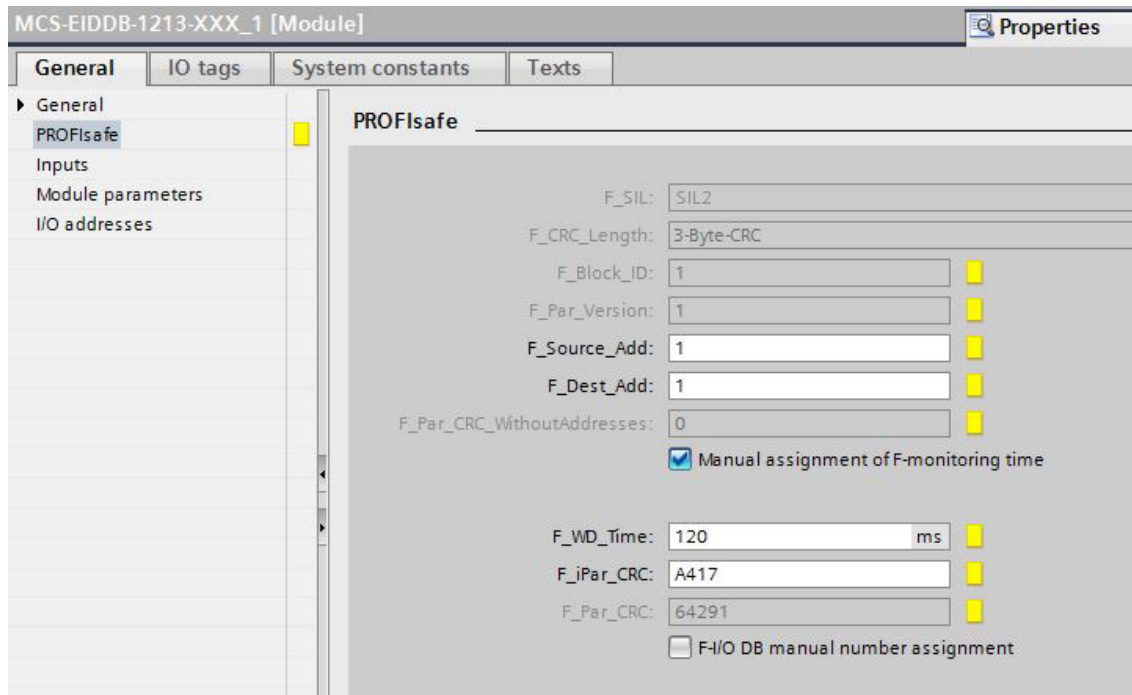 MCS-EIDDB-1213-XXX_1 [Module]
Properties
General IO tags System constants Texts
General
PROFIsafe
Inputs
Module parameters
I/O addresses
PROFIsafe
F_SIL: SIL2
F_CRC_Length: 3-Byte-CRC
F_Block_ID: 1
F_Par_Version: 1
F_Source_Add: 1
F_Dest_Add: 1
F_Par_CRC_WithoutAddresses: 0
Manual assignment of F-monitoring time
F_WD_Time: 120 ms
F_iPar_CRC: A417
F_Par_CRC: 64291
F-I/O DB manual number assignment